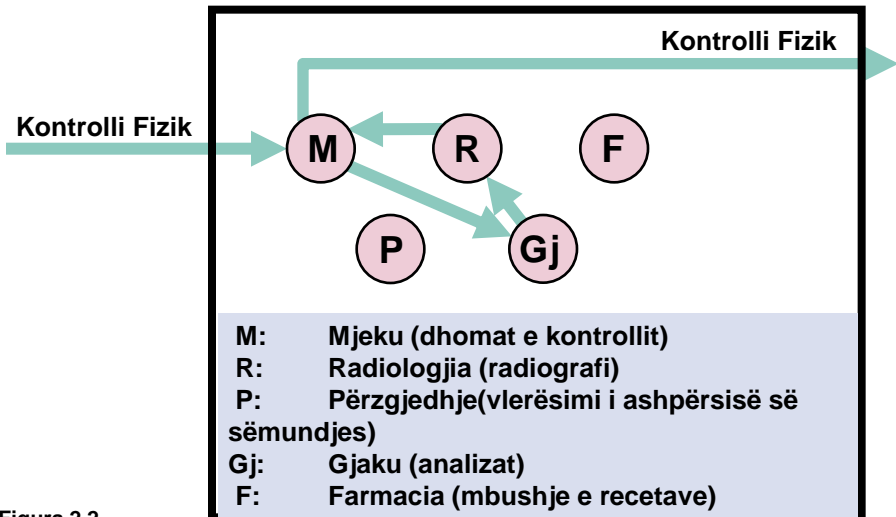 Kontrolli Fizik
Kontrolli Fizik
M R F
P Gj
M: Mjeku (dhomat e kontrollit)
R: Radiologjia (radiografi)
P: Përzgjedhje(vlerësimi i ashpërsisë së
sëmundjes)
Gj: Gjaku (analizat)
F: Farmacia (mbushje e recetave)